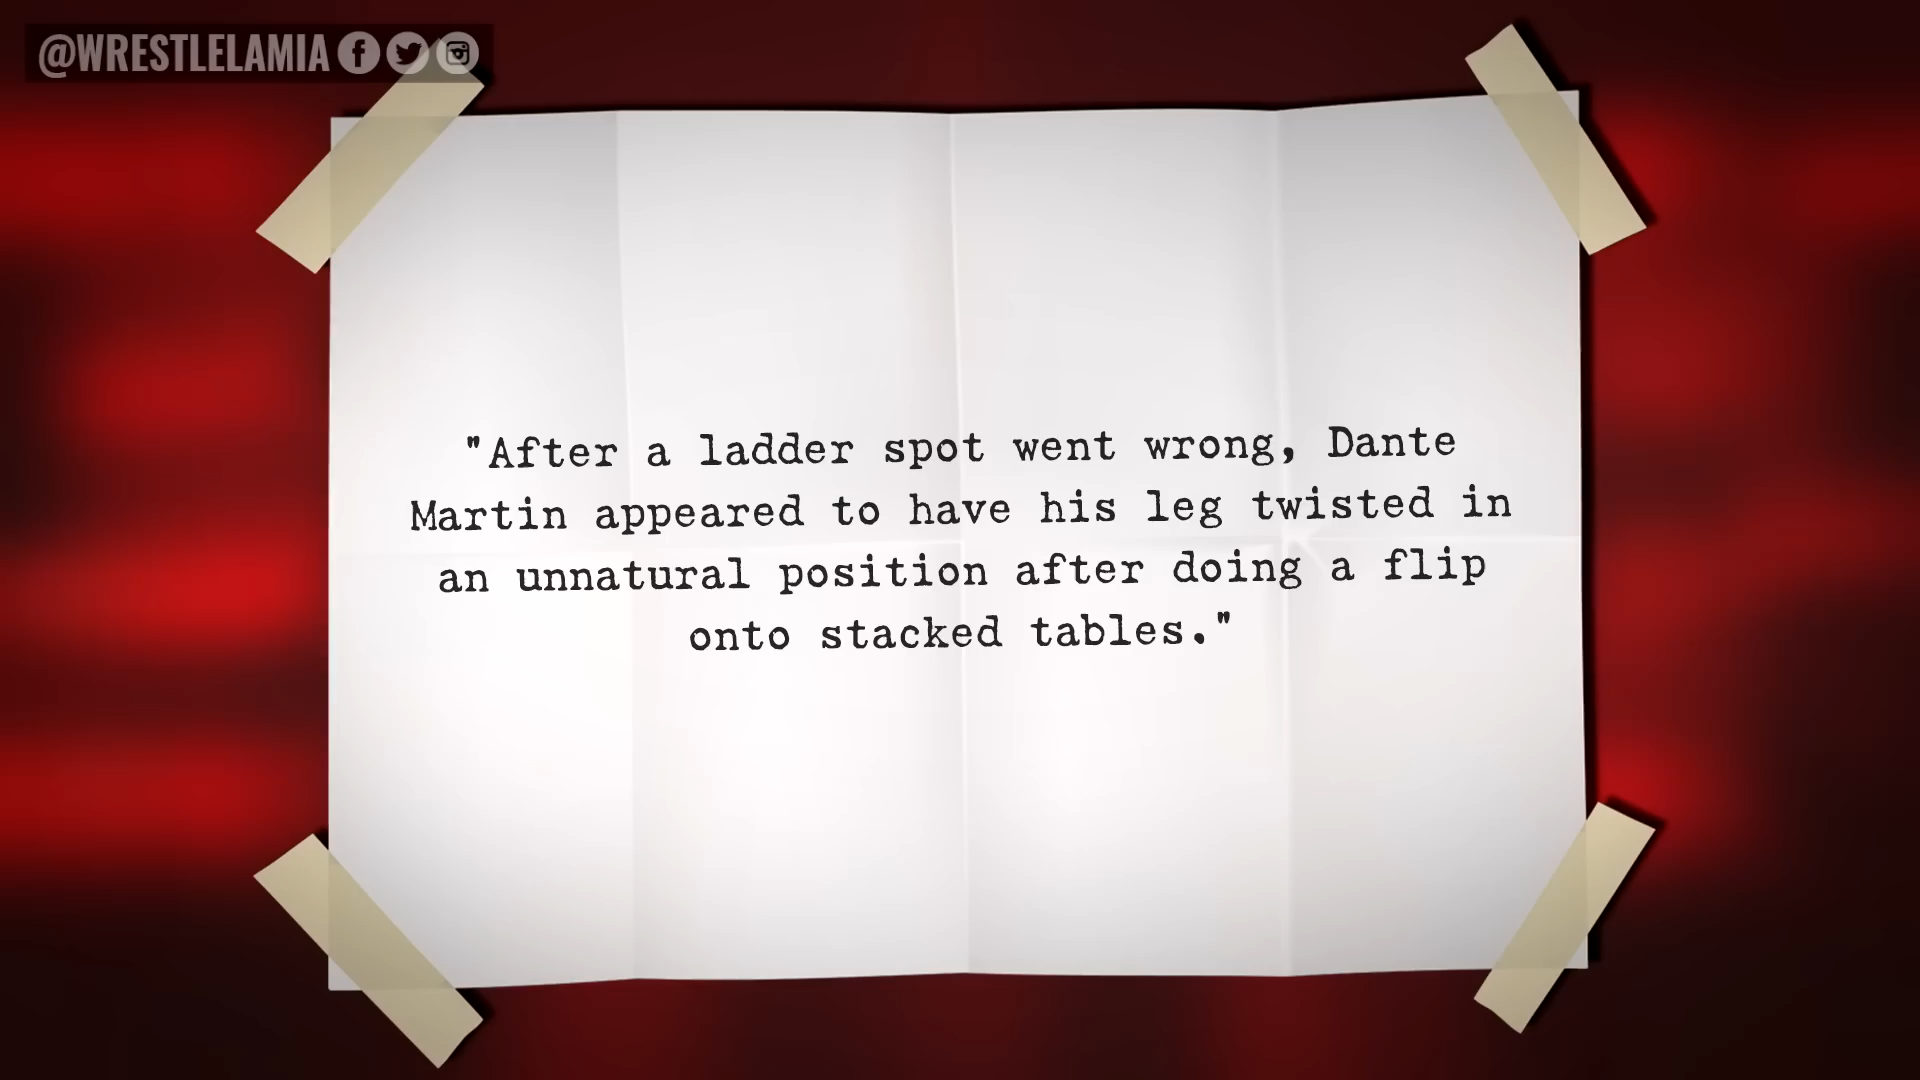 @WRESTLELAMIA
"After a ladder spot went wrong, Dante
Martin appeared to have his leg twisted in
an unnatural position after doing a flip
onto stacked tables."